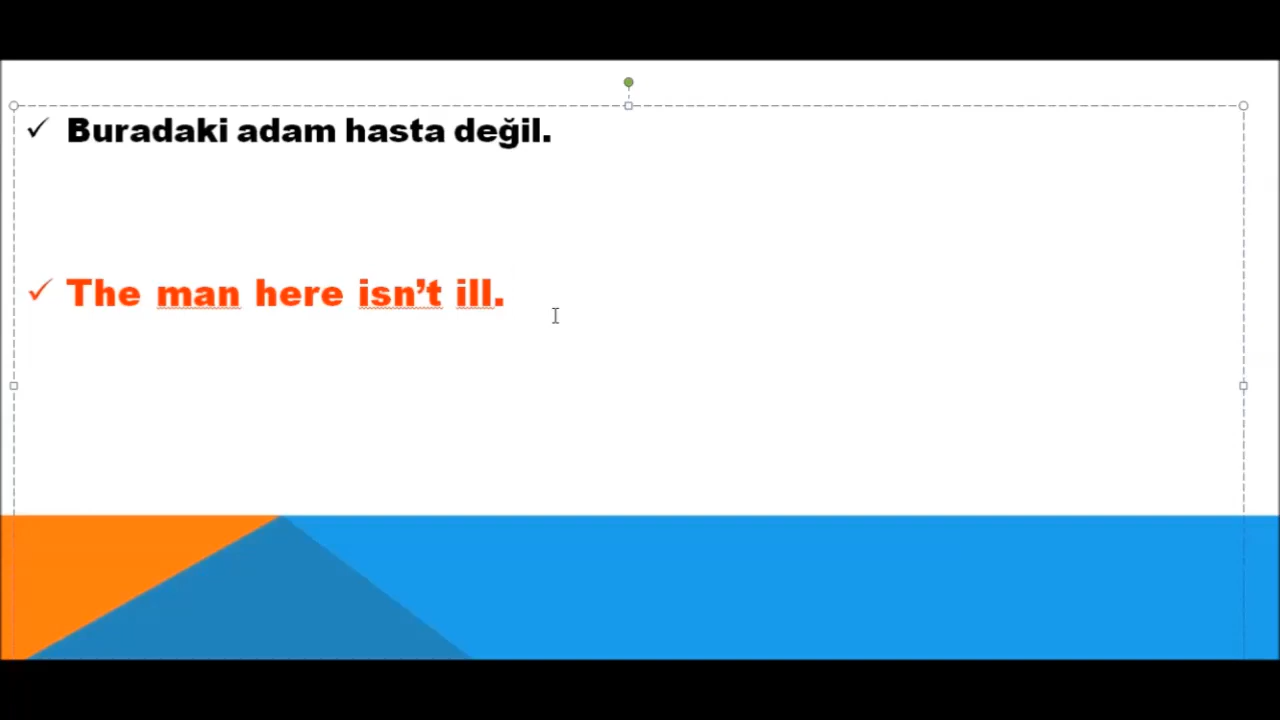 ✓ Buradaki adam hasta değil.
✓ The man here isn’t ill.